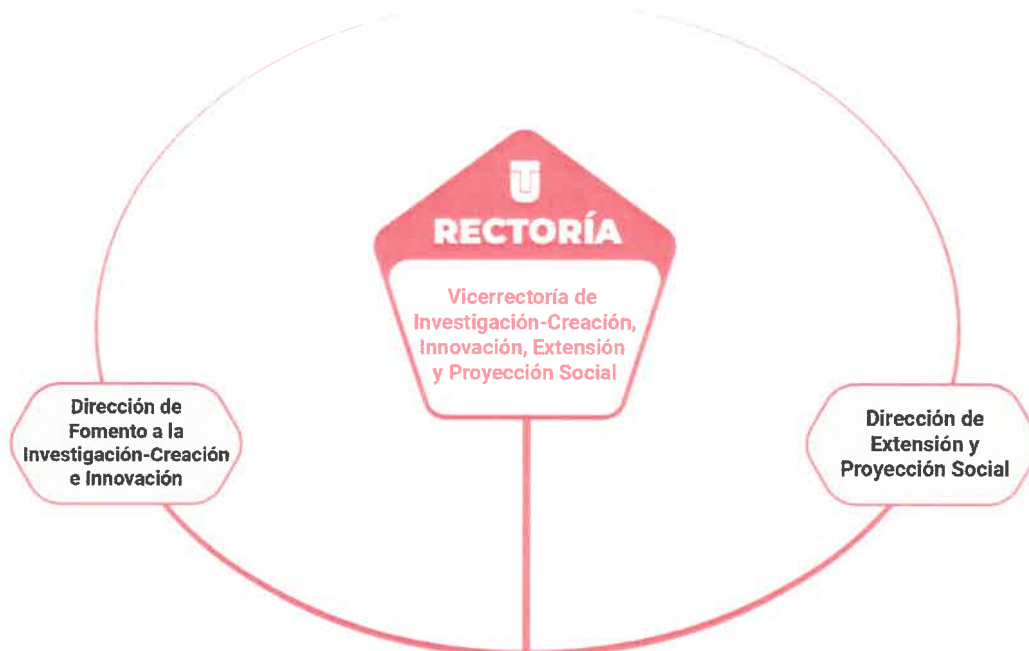 RECTORÍA
Vicerrectoría de
Investigación-Creación,
Innovación, Extensión
y Proyección Social
Dirección de
Fomento a la
Investigación-Creación
e Innovación
Dirección de
Extensión y
Proyección Social